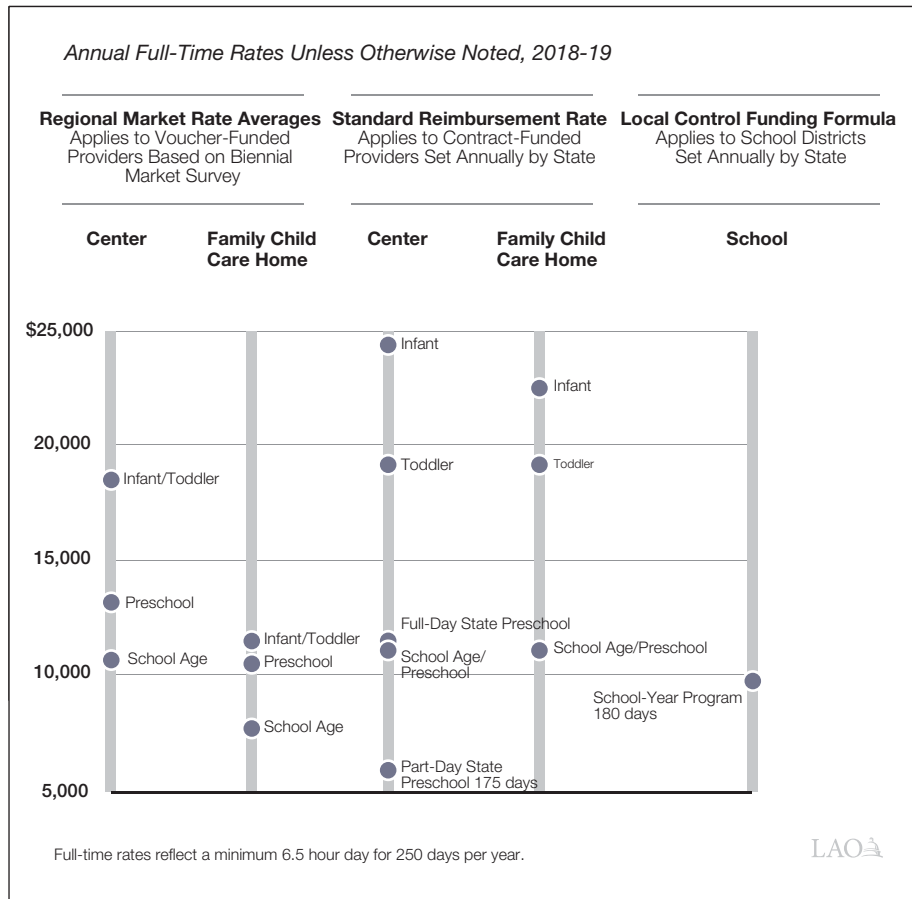 Annual Full-Time Rates Unless Otherwise Noted, 2018-19
Regional Market Rate Averages
Applies to Voucher-Funded
Providers Based on Biennial
Market Survey
Standard Reimbursement Rate
Applies to Contract-Funded
Providers Set Annually by State
Local Control Funding Formula
Applies to School Districts
Set Annually by State
Center
Family Child
Care Home
Center
Family Child
Care Home
School
$25,000
20,000
15,000
10,000
5,000
Infant/Toddler
Preschool
School Age
Infant/Toddler
Preschool
School Age
Infant
Toddler
Full-Day State Preschool
School Age/
Preschool
Part-Day State
Preschool 175 days
Infant
Toddler
School Age/Preschool
School-Year Program
180 days
Full-time rates reflect a minimum 6.5 hour day for 250 days per year.
LAO